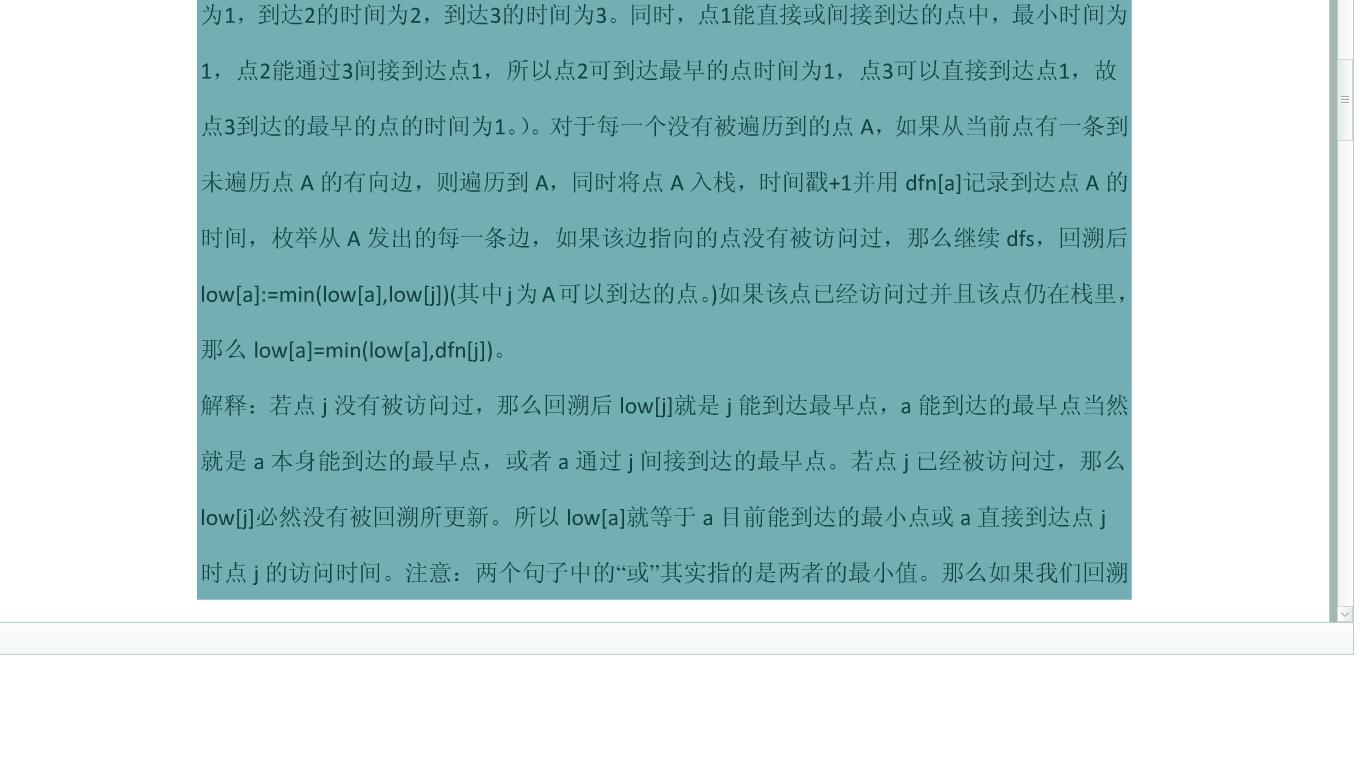 为1，到达2的时间为2，到达3的时间为3。同时，点1能直接或间接到达的点中，最小时间为
1，点2能通过3间接到达点1，所以点2可到达最早的点时间为1，点3可以直接到达点1，故
点3到达的最早的点的时间为1。）。对于每一个没有被遍历到的点 A，如果从当前点有一条到
未遍历点 A 的有向边，则遍历到 A，同时将点 A 入栈，时间戳+1并用 dfn[a]记录到达点 A 的
时间，枚举从 A 发出的每一条边，如果该边指向的点没有被访问过，那么继续 dfs，回溯后
low[a]:=min(low[a],low[j])(其中 j 为 A 可以到达的点。)如果该点已经访问过并且该点仍在栈里，
那么 low[a]=min(low[a],dfn[j])。
解释：若点 j 没有被访问过，那么回溯后 low[j]就是 j 能到达最早点，a 能到达的最早点当然
就是 a 本身能到达的最早点，或者 a 通过 j 间接到达的最早点。若点 j 已经被访问过，那么
low[j]必然没有被回溯所更新。所以 low[a]就等于 a 目前能到达的最小点或 a 直接到达点 j
时点 j 的访问时间。注意：两个句子中的“或”其实指的是两者的最小值。那么如果我们回溯